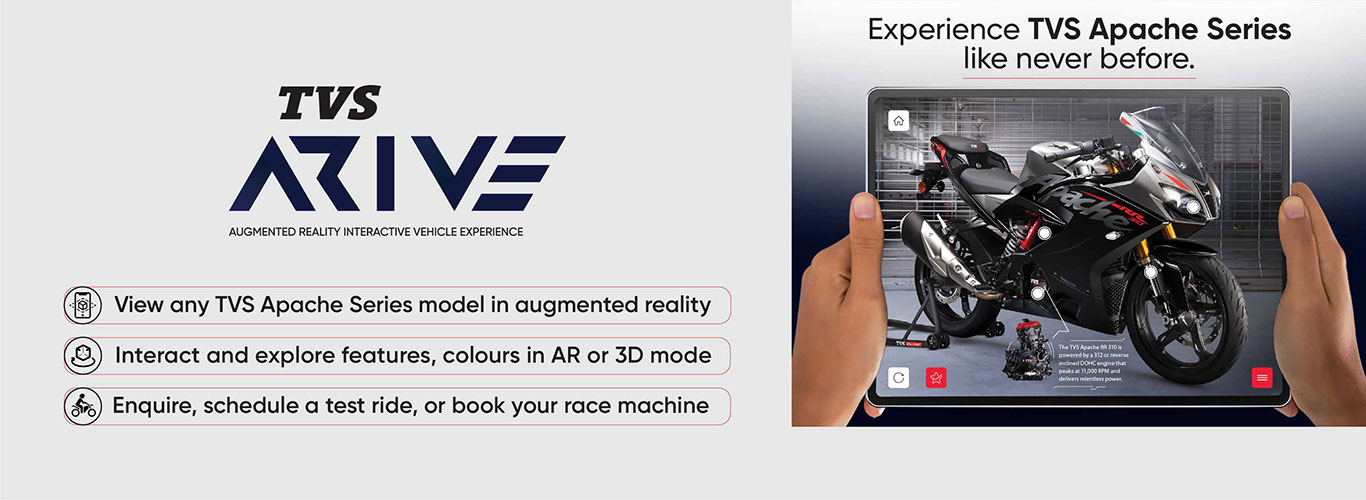 TVS
ARIVE
AUGMENTED REALITY INTERACTIVE VEHICLE EXPERIENCE
View any TVS Apache Series model in augmented reality
Interact and explore features, colours in AR or 3D mode
Enquire, schedule a test ride, or book your race machine
Experience TVS Apache Series
like never before.
Apache
The TVS Apache RR 310 is
powered by a 312 cc reverse
inclined DOHC engine that
peaks at 11,000 RPM and
delivers relentless power.
TVS